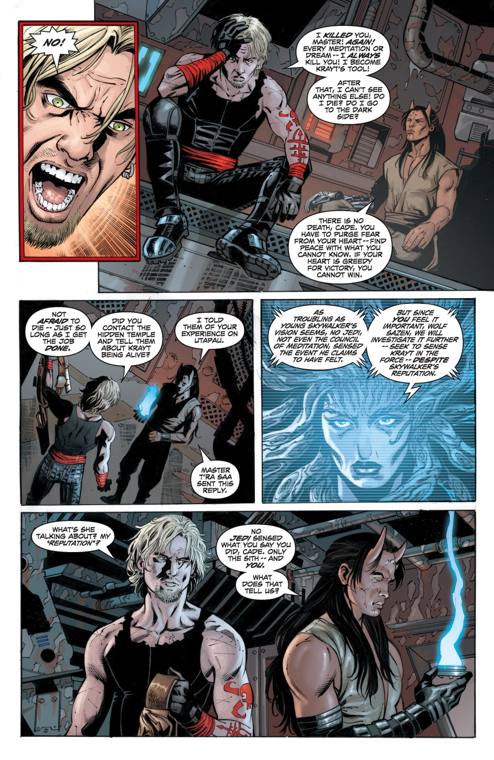 NO!
I KILLED YOU,
MASTER! AGAIN!
EVERY MEDITATION OR
DREAM -- I ALWAYS
KILL YOU! I BECOME
KRAYT'S TOOL!
AFTER
THAT, I CAN'T SEE
ANYTHING ELSE! DO
I DIE? DO I GO
TO THE DARK
SIDE?
THERE IS NO
DEATH, CADE. YOU
HAVE TO PURGE FEAR
FROM YOUR HEART -- FIND
PEACE WITH WHAT YOU
CANNOT KNOW. IF YOUR
HEART IS GREEDY
FOR VICTORY, YOU
CANNOT WIN.
NOT
AFRAID TO
DIE -- JUST SO
LONG AS I GET
THE JOB
DONE.
DID YOU
CONTACT THE
HIDDEN TEMPLE
AND TELL THEM
ABOUT KRAYT
BEING ALIVE?
I TOLD
THEM OF YOUR
EXPERIENCE ON
UTAPAU.
MASTER
T'RA SAA
SENT THIS
REPLY.
AS
TROUBLING AS
YOUNG SKYWALKER'S
VISION SEEMS, NO JEDI,
NOT EVEN THE COUNCIL
OF MEDITATION, SENSED
THE EVENT HE CLAIMS
TO HAVE FELT.
BUT SINCE
YOU FEEL IT
IMPORTANT, WOLF
SAZEN, WE WILL
INVESTIGATE IT FURTHER
-- SEEK TO SENSE
KRAYT IN THE
FORCE -- DESPITE
SKYWALKER'S
REPUTATION.
WHAT'S SHE
TALKING ABOUT? MY
"REPUTATION"?
NO
JEDI SENSED
WHAT YOU SAY YOU
DID, CADE. ONLY
THE SITH -- AND
YOU.
WHAT
DOES THAT
TELL US?